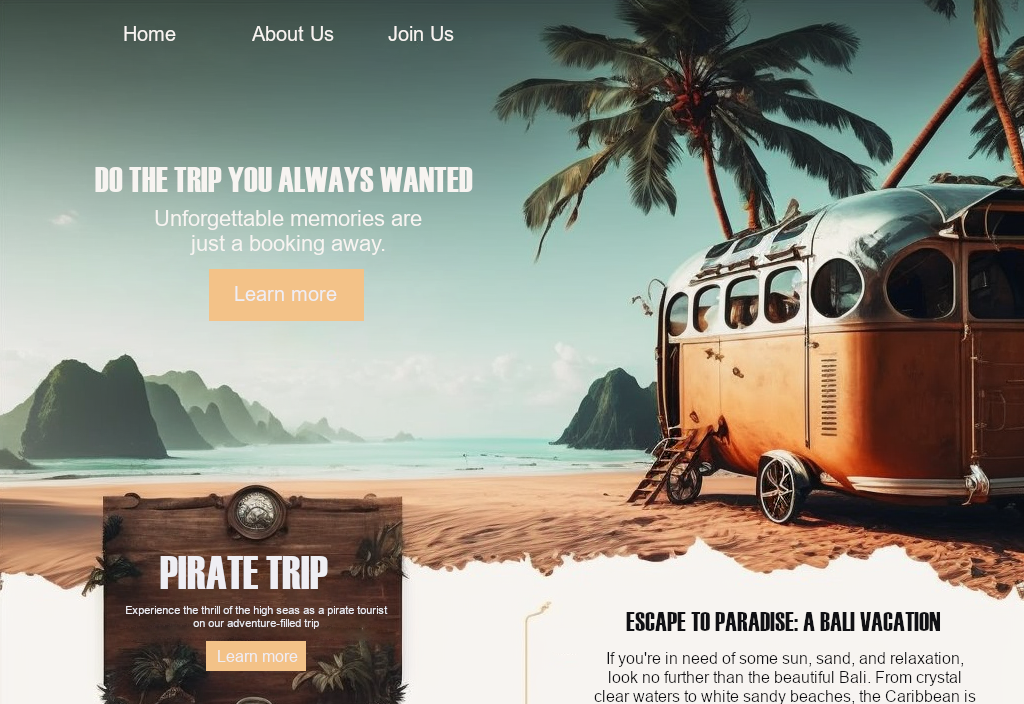 Home About Us Join Us
DO THE TRIP YOU ALWAYS WANTED
Unforgettable memories are
just a booking away.
Learn more
PIRATE TRIP
Experience the thrill of the high seas as a pirate tourist
on our adventure-filled trip
Learn more
ESCAPE TO PARADISE: A BALI VACATION
If you're in need of some sun, sand, and relaxation,
look no further than the beautiful Bali. From crystal
clear waters to white sandy beaches, the Caribbean is